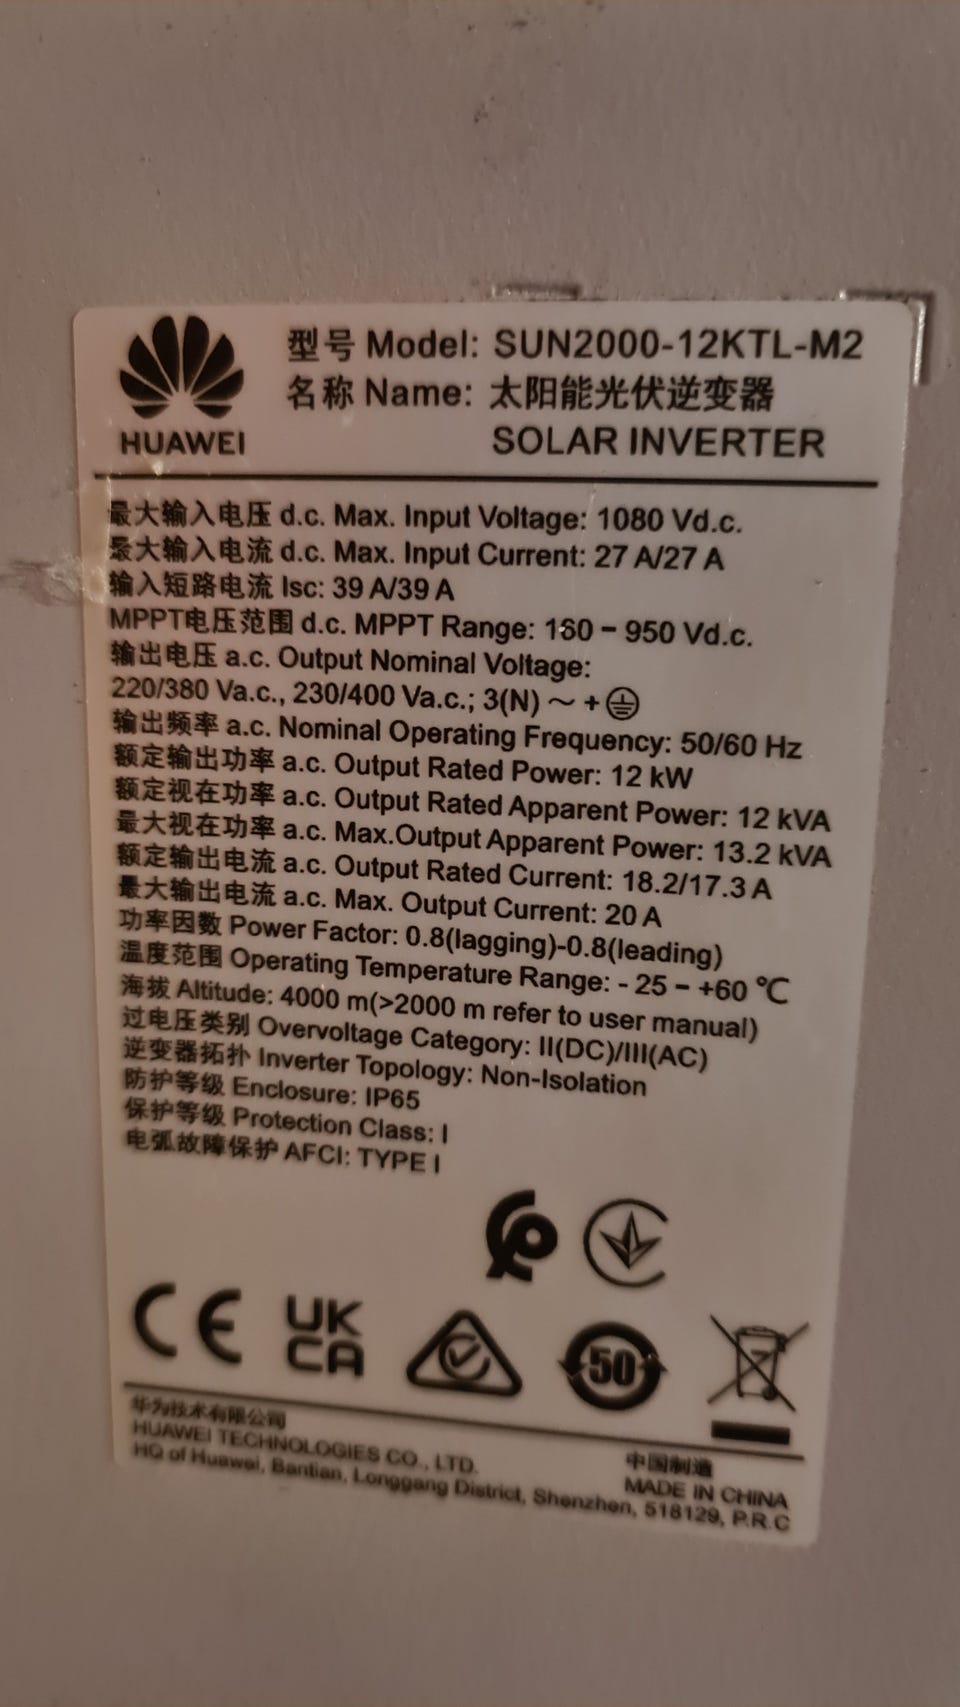 型号 Model: SUN2000-12KTL-M2
名称 Name: 太阳能光伏逆变器
SOLAR INVERTER
HUAWEI
最大输入电压 d.c. Max. Input Voltage: 1080 Vd.c.
最大输入电流 d.c. Max. Input Current: 27 A/27 A
输入短路电流 Isc: 39 A/39 A
MPPT电压范围 d.c. MPPT Range: 160 – 950 Vd.c.
输出电压 a.c. Output Nominal Voltage:
220/380 Va.c., 230/400 Va.c.; 3(N) ~ + ⏚
输出频率 a.c. Nominal Operating Frequency: 50/60 Hz
额定输出功率 a.c. Output Rated Power: 12 kW
额定视在功率 a.c. Output Rated Apparent Power: 12 kVA
最大视在功率 a.c. Max.Output Apparent Power: 13.2 kVA
额定输出电流 a.c. Output Rated Current: 18.2/17.3 A
最大输出电流 a.c. Max. Output Current: 20 A
功率因数 Power Factor: 0.8(lagging)-0.8(leading)
温度范围 Operating Temperature Range: - 25 – +60 ℃
海拔 Altitude: 4000 m(>2000 m refer to user manual)
过电压类别 Overvoltage Category: II(DC)/III(AC)
逆变器拓扑 Inverter Topology: Non-Isolation
防护等级 Enclosure: IP65
保护等级 Protection Class: I
电弧故障保护 AFCI: TYPE I
CE UK CA 50
华为技术有限公司
HUAWEI TECHNOLOGIES CO., LTD.
中国制造
MADE IN CHINA
HQ of Huawei, Bantian, Longgang District, Shenzhen, 518129, P.R.C